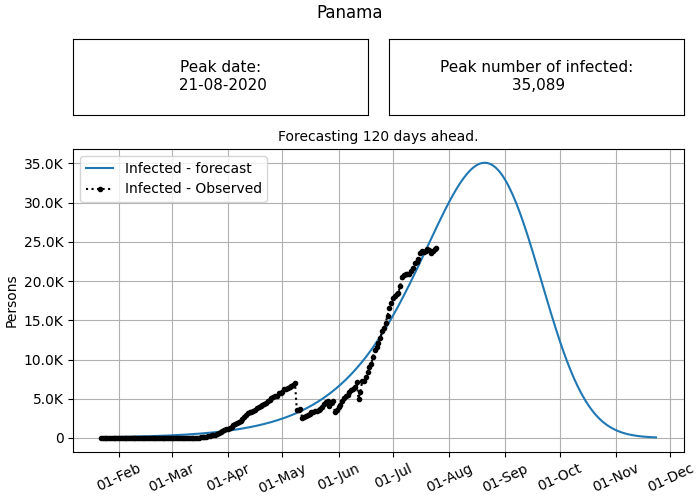 Panama
Peak date:
21-08-2020
Peak number of infected:
35,089
Forecasting 120 days ahead.
Infected - forecast
Infected - Observed
35.0K
30.0K
25.0K
20.0K
15.0K
10.0K
5.0K
0
Persons
01-Feb
01-Mar
01-Apr
01-May
01-Jun
01-Jul
01-Aug
01-Sep
01-Oct
01-Nov
01-Dec